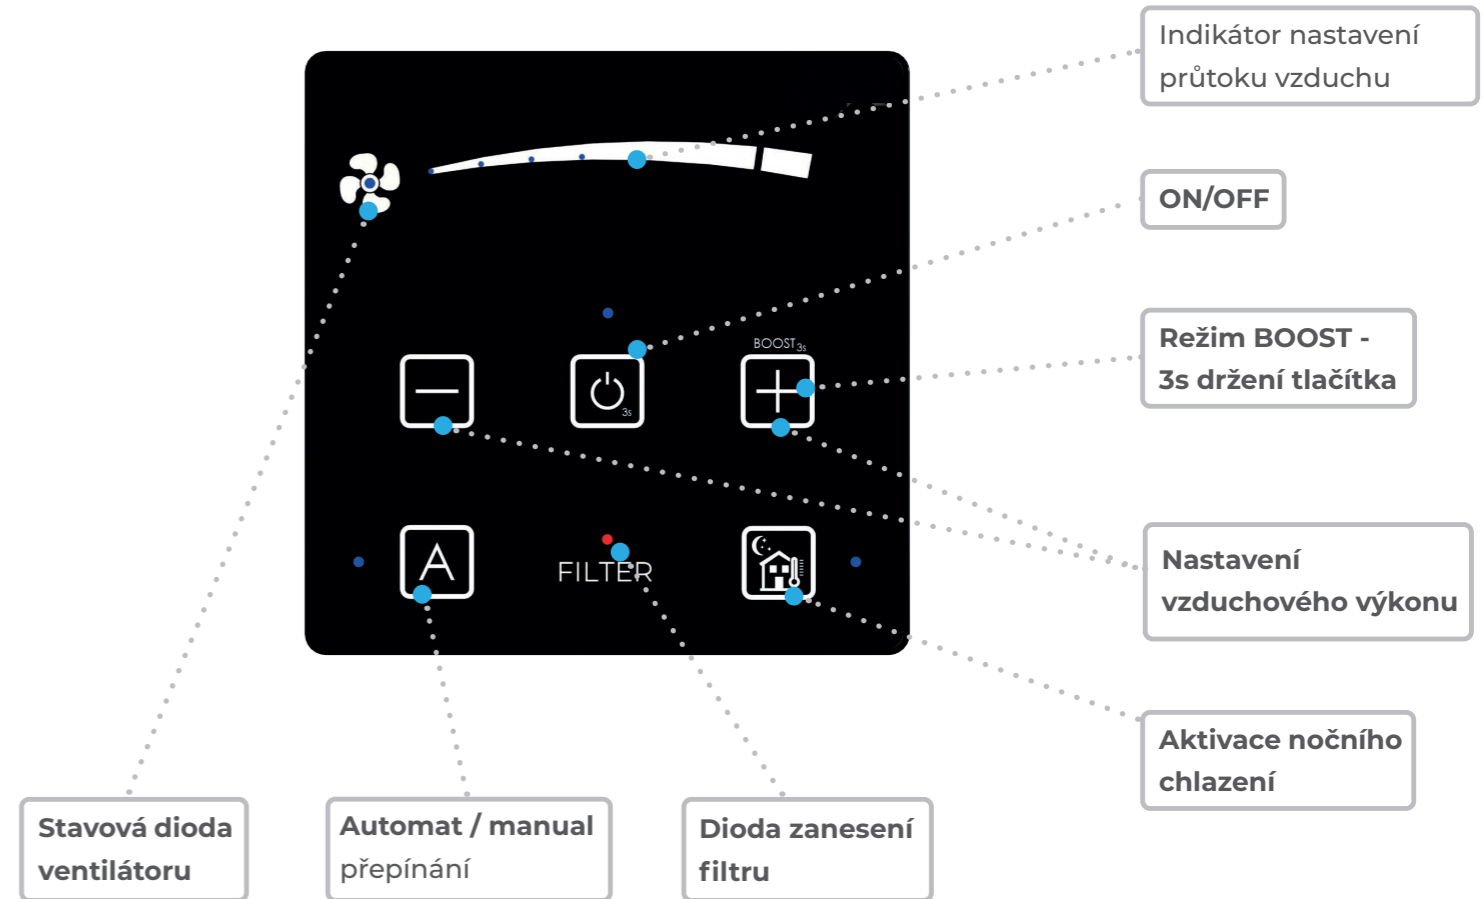 Indikátor nastavení
průtoku vzduchu
ON/OFF
BOOST 3s
Režim BOOST -
3s držení tlačítka
3s
Nastavení
vzduchového výkonu
A
FILTER
Aktivace nočního
chlazení
Stavová dioda
ventilátoru
Automat / manual
přepínání
Dioda zanesení
filtru